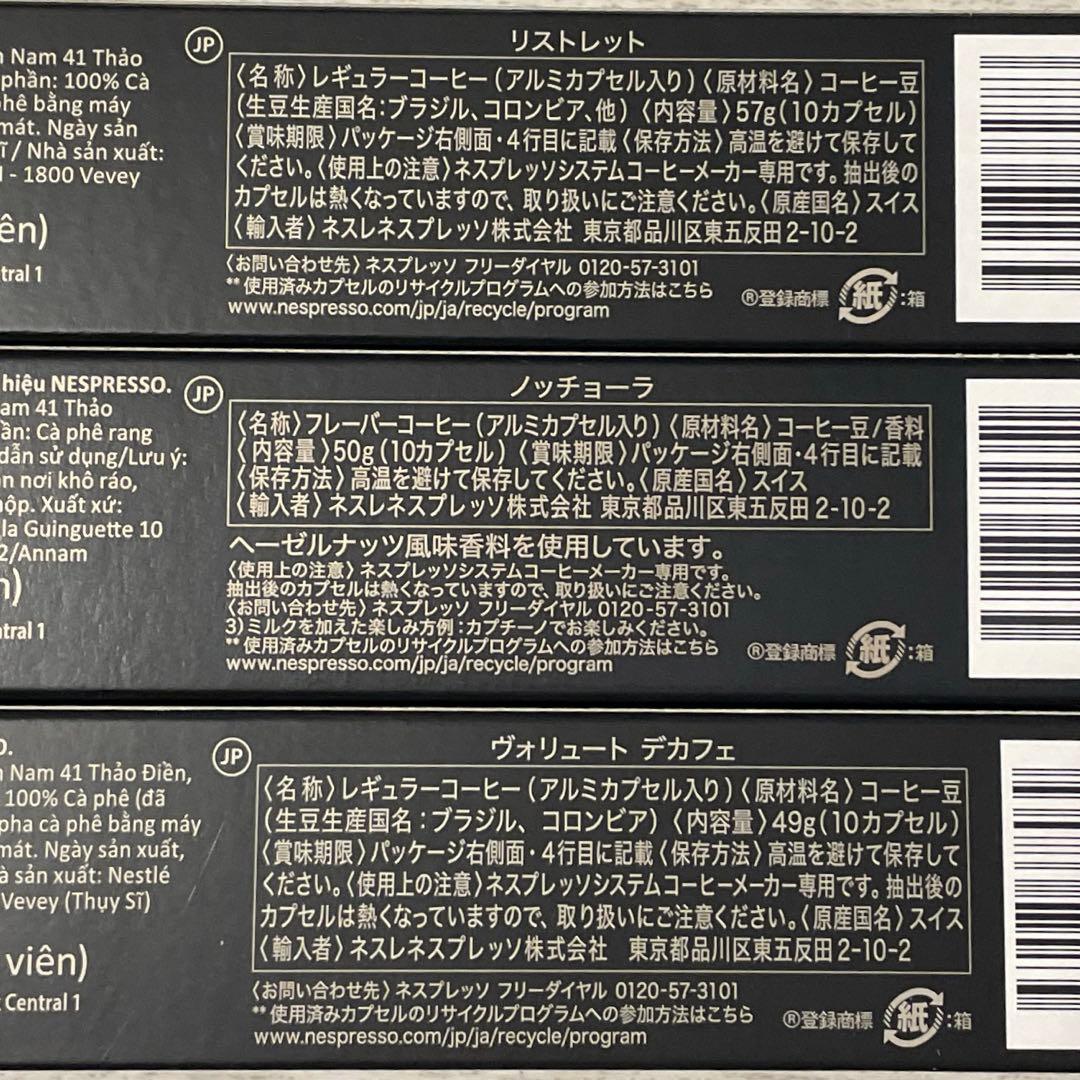 n Nam 41 Thảo
phần: 100% Cà
phê bằng máy
mát. Ngày sản
ĩ / Nhà sản xuất:
- 1800 Vevey
ên)
tral 1
JP
リストレット
〈名称〉レギュラーコーヒー(アルミカプセル入り)〈原材料名〉コーヒー豆
(生豆生産国名:ブラジル、コロンビア、他)〈内容量〉57g(10カプセル)
〈賞味期限〉パッケージ右側面・4行目に記載〈保存方法〉高温を避けて保存して
ください。〈使用上の注意〉ネスプレッソシステムコーヒーメーカー専用です。抽出後の
カプセルは熱くなっていますので、取り扱いにご注意ください。〈原産国名〉スイス
〈輸入者〉ネスレネスプレッソ株式会社 東京都品川区東五反田2-10-2
〈お問い合わせ先〉ネスプレッソ フリーダイヤル 0120-57-3101
**使用済みカプセルのリサイクルプログラムへの参加方法はこちら
www.nespresso.com/jp/ja/recycle/program
®登録商標 紙:箱
hiệu NESPRESSO.
am 41 Thảo
ần: Cà phê rang
dẫn sử dụng/Lưu ý:
n nơi khô ráo,
hộp. Xuất xứ:
la Guinguette 10
2/Annam
n)
tral 1
JP
ノッチョーラ
〈名称〉フレーバーコーヒー(アルミカプセル入り)〈原材料名〉コーヒー豆/香料
〈内容量〉50g(10カプセル)〈賞味期限〉パッケージ右側面・4行目に記載
〈保存方法〉高温を避けて保存してください。〈原産国名〉スイス
〈輸入者〉ネスレネスプレッソ株式会社 東京都品川区東五反田2-10-2
ヘーゼルナッツ風味香料を使用しています。
〈使用上の注意〉ネスプレッソシステムコーヒーメーカー専用です。
抽出後のカプセルは熱くなっていますので、取り扱いにご注意ください。
〈お問い合わせ先〉ネスプレッソ フリーダイヤル 0120-57-3101
3)ミルクを加えた楽しみ方例:カプチーノでお楽しみください。
**使用済みカプセルのリサイクルプログラムへの参加方法はこちら
www.nespresso.com/jp/ja/recycle/program
®登録商標 紙:箱
O.
n Nam 41 Thảo Điền,
100% Cà phê (đã
pha cà phê bằng máy
mát. Ngày sản xuất,
à sản xuất: Nestlé
Vevey (Thụy Sĩ)
viên)
t Central 1
JP
ヴォリュート デカフェ
〈名称〉レギュラーコーヒー(アルミカプセル入り)〈原材料名〉コーヒー豆
(生豆生産国名:ブラジル、コロンビア)〈内容量〉49g(10カプセル)
〈賞味期限〉パッケージ右側面・4行目に記載〈保存方法〉高温を避けて保存して
ください。〈使用上の注意〉ネスプレッソシステムコーヒーメーカー専用です。抽出後の
カプセルは熱くなっていますので、取り扱いにご注意ください。〈原産国名〉スイス
〈輸入者〉ネスレネスプレッソ株式会社 東京都品川区東五反田2-10-2
〈お問い合わせ先〉ネスプレッソ フリーダイヤル 0120-57-3101
**使用済みカプセルのリサイクルプログラムへの参加方法はこちら
www.nespresso.com/jp/ja/recycle/program
®登録商標 紙:箱